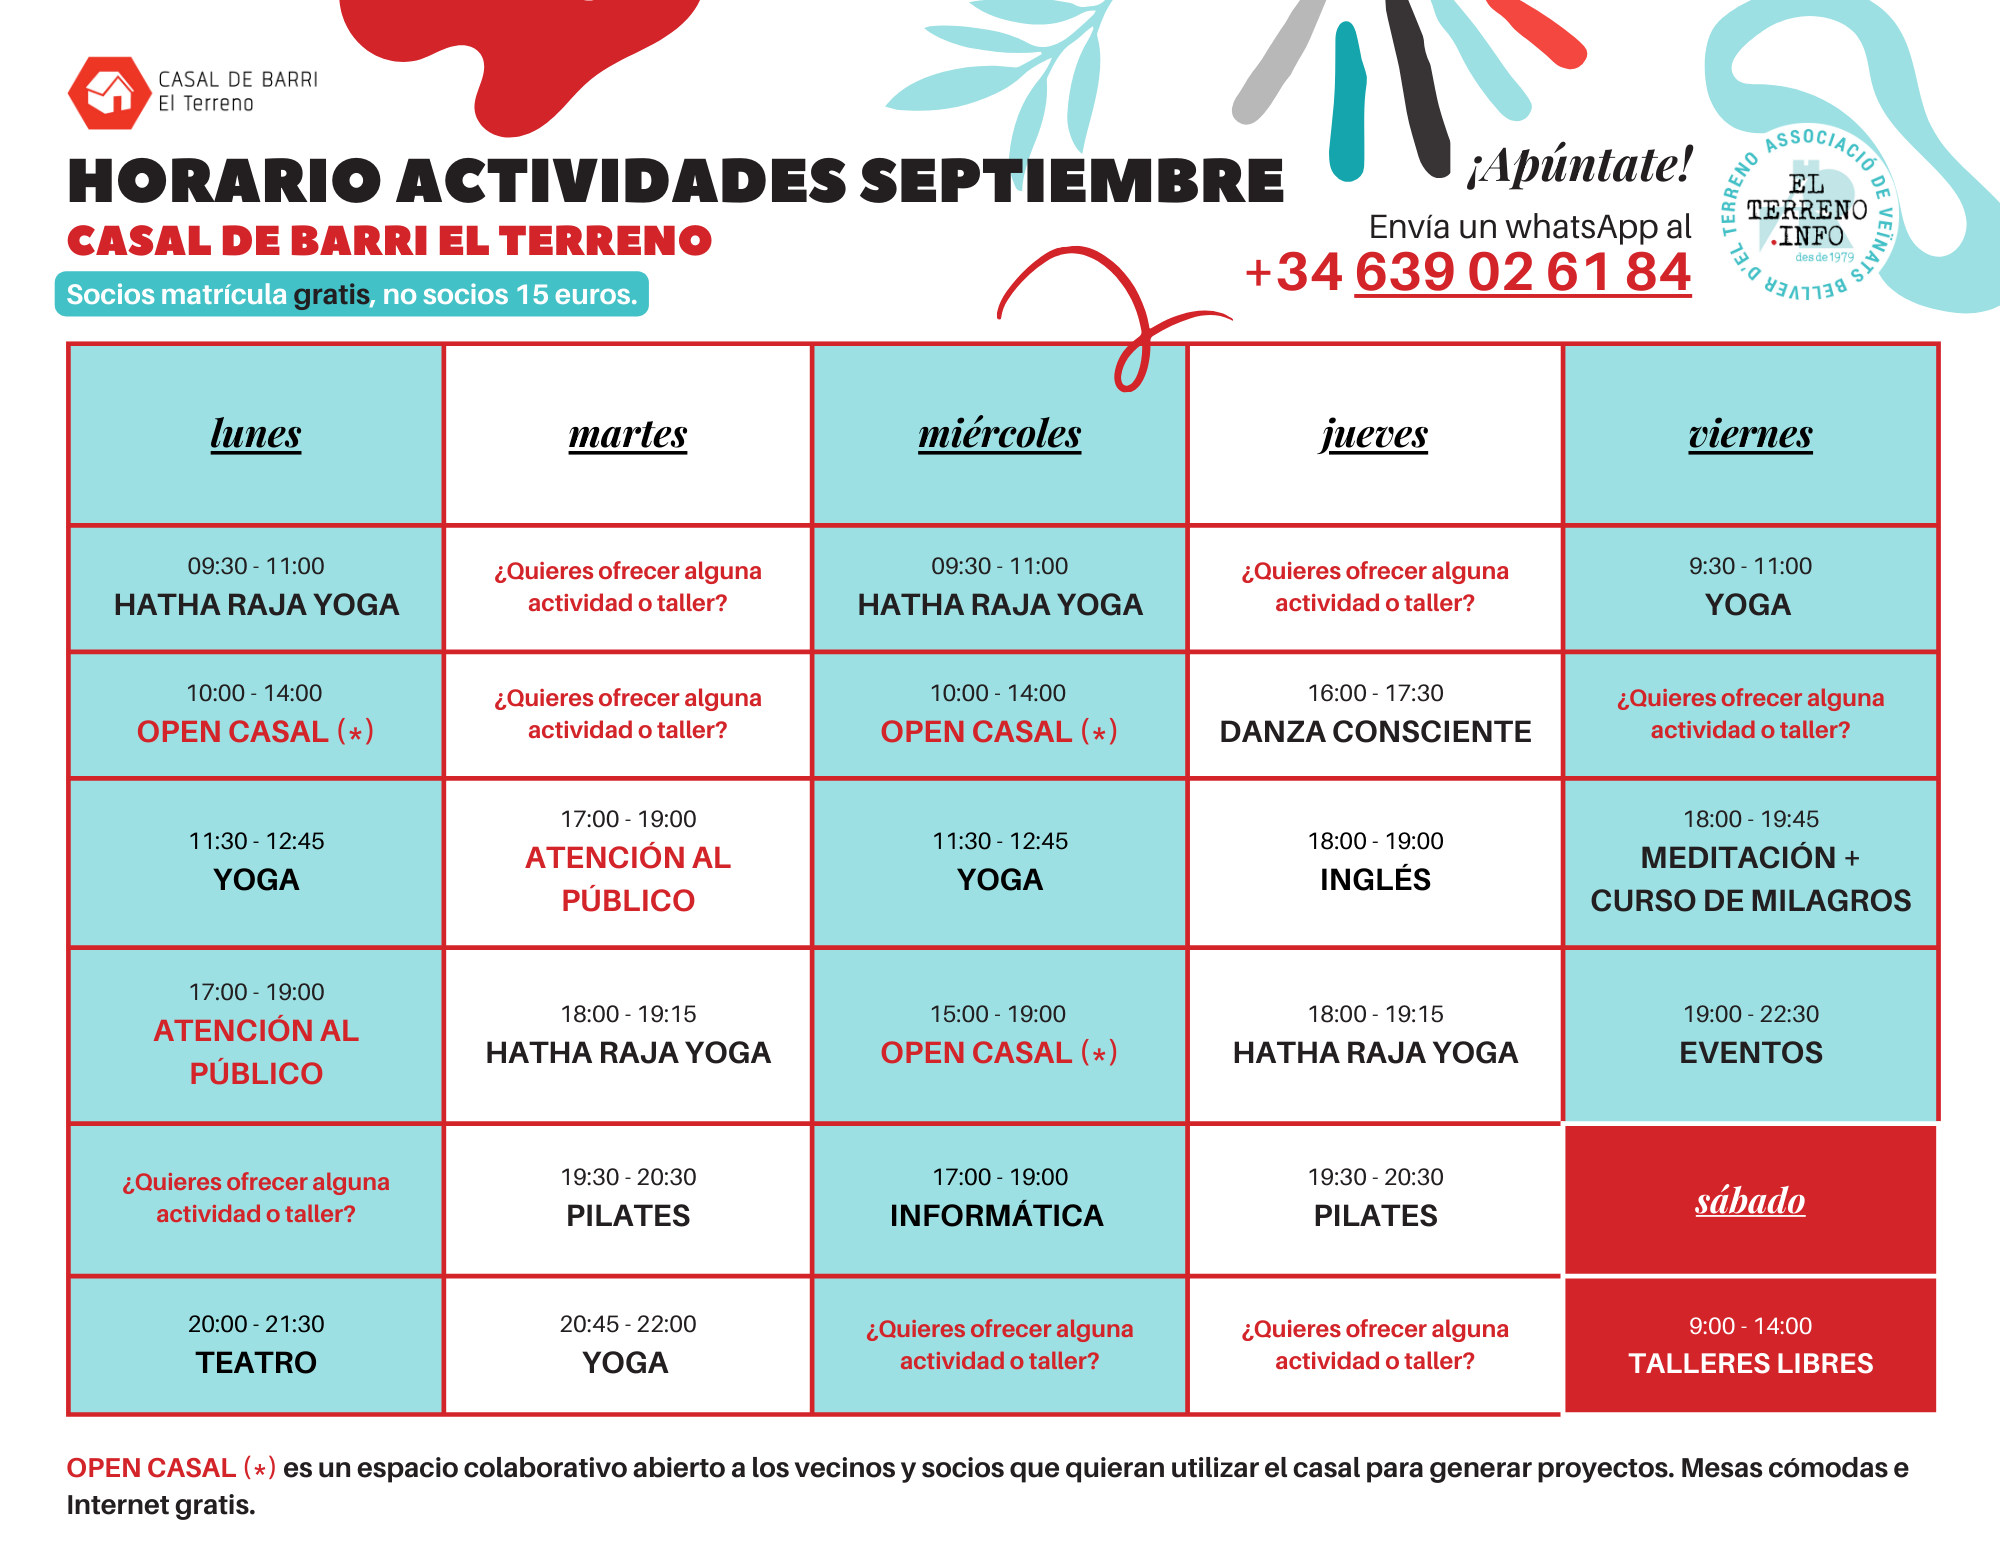 CASAL DE BARRI
El Terreno
HORARIO ACTIVIDADES SEPTIEMBRE
CASAL DE BARRI EL TERRENO
Socios matrícula gratis, no socios 15 euros.
¡Apúntate!
Envía un whatsApp al
+34 639 02 61 84
ASSOCIACIÓ DE VEÏNATS BELLVER D'EL TERRENO
EL
TERRENO
.INFO
desde1979
lunes
martes
miércoles
jueves
viernes
09:30 - 11:00
HATHA RAJA YOGA
¿Quieres ofrecer alguna
actividad o taller?
09:30 - 11:00
HATHA RAJA YOGA
¿Quieres ofrecer alguna
actividad o taller?
9:30 - 11:00
YOGA
10:00 - 14:00
OPEN CASAL (*)
¿Quieres ofrecer alguna
actividad o taller?
10:00 - 14:00
OPEN CASAL (*)
16:00 - 17:30
DANZA CONSCIENTE
¿Quieres ofrecer alguna
actividad o taller?
11:30 - 12:45
YOGA
17:00 - 19:00
ATENCIÓN AL
PÚBLICO
11:30 - 12:45
YOGA
18:00 - 19:00
INGLÉS
18:00 - 19:45
MEDITACIÓN +
CURSO DE MILAGROS
17:00 - 19:00
ATENCIÓN AL
PÚBLICO
18:00 - 19:15
HATHA RAJA YOGA
15:00 - 19:00
OPEN CASAL (*)
18:00 - 19:15
HATHA RAJA YOGA
19:00 - 22:30
EVENTOS
¿Quieres ofrecer alguna
actividad o taller?
19:30 - 20:30
PILATES
17:00 - 19:00
INFORMÁTICA
19:30 - 20:30
PILATES
sábado
20:00 - 21:30
TEATRO
20:45 - 22:00
YOGA
¿Quieres ofrecer alguna
actividad o taller?
¿Quieres ofrecer alguna
actividad o taller?
9:00 - 14:00
TALLERES LIBRES
OPEN CASAL (*) es un espacio colaborativo abierto a los vecinos y socios que quieran utilizar el casal para generar proyectos. Mesas cómodas e
Internet gratis.